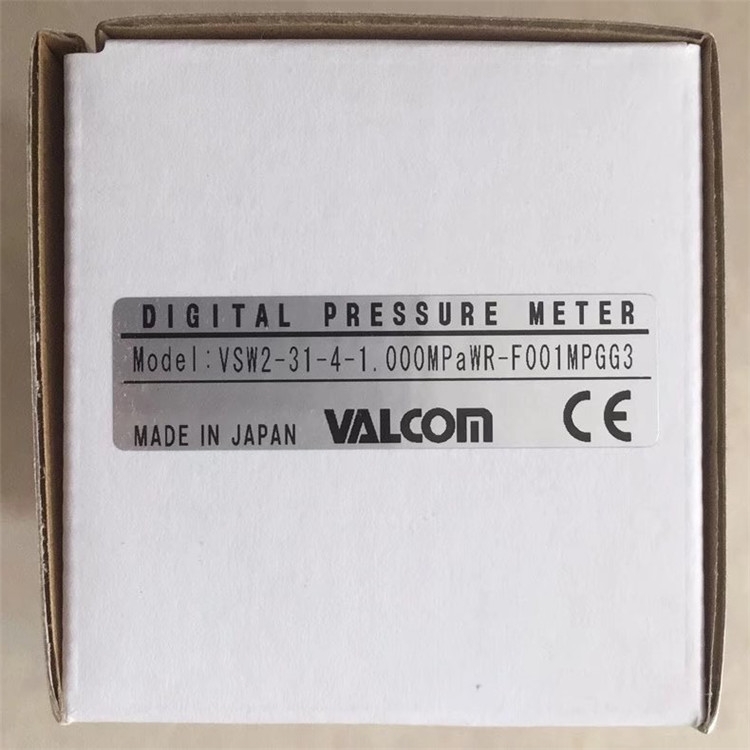 DIGITAL PRESSURE METER
Model:VSW2-31-4-1.000MPaWR-F001MPGG3
MADE IN JAPAN VALCOM CE